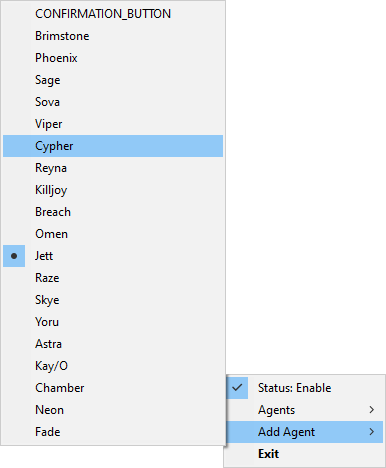 CONFIRMATION_BUTTON
Brimstone
Phoenix
Sage
Sova
Viper
Cypher
Reyna
Killjoy
Breach
Omen
Jett
Raze
Skye
Yoru
Astra
Kay/O
Chamber
Neon
Fade
Status: Enable
Agents
Add Agent
Exit